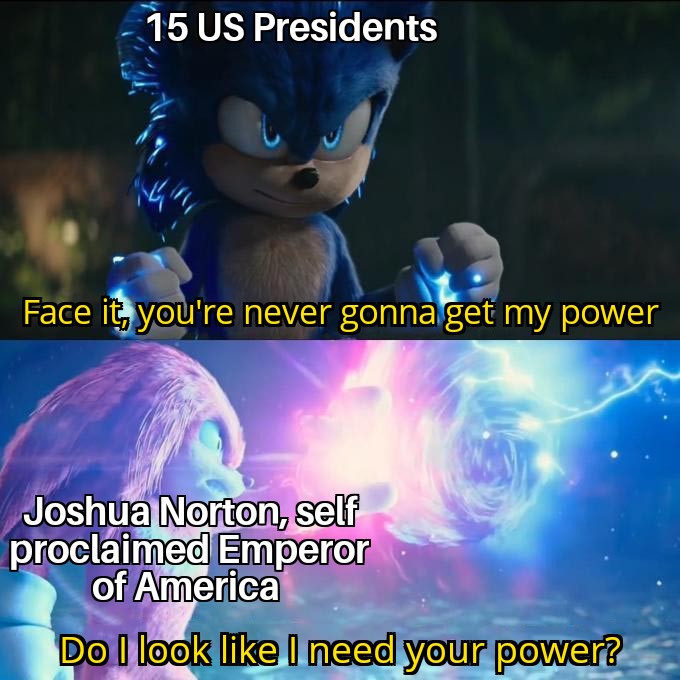 15 US Presidents
Face it, you're never gonna get my power
Joshua Norton, self
proclaimed Emperor
of America
Do I look like I need your power?